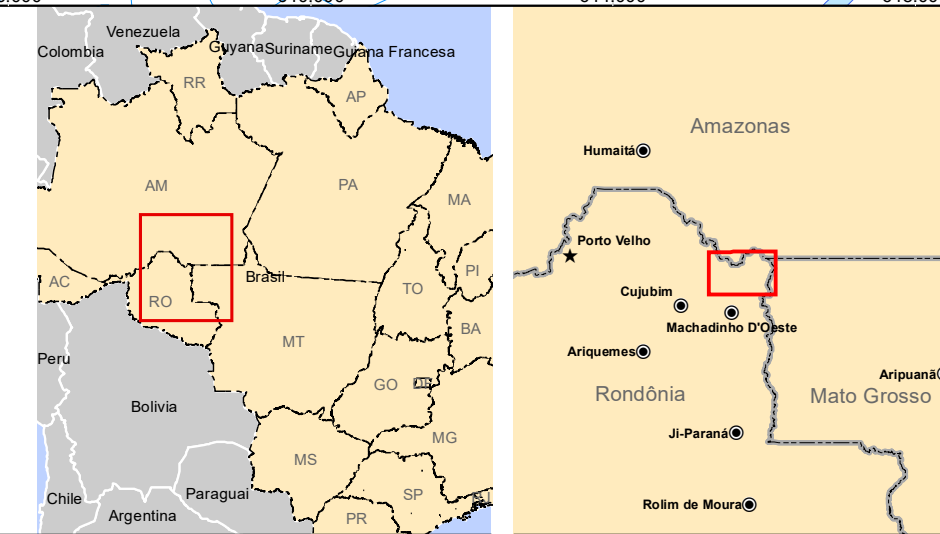 Venezuela
Colombia
Guyana
Suriname
Guiana Francesa
RR
AP
AM
PA
MA
AC
RO
Brasil
TO
PI
BA
MT
Peru
GO
DF
Bolivia
MG
MS
SP
RJ
Chile
Paraguai
Argentina
PR
Amazonas
Humaitá
Porto Velho
Cujubim
Machadinho D'Oeste
Ariquemes
Aripuanã
Rondônia
Mato Grosso
Ji-Paraná
Rolim de Moura